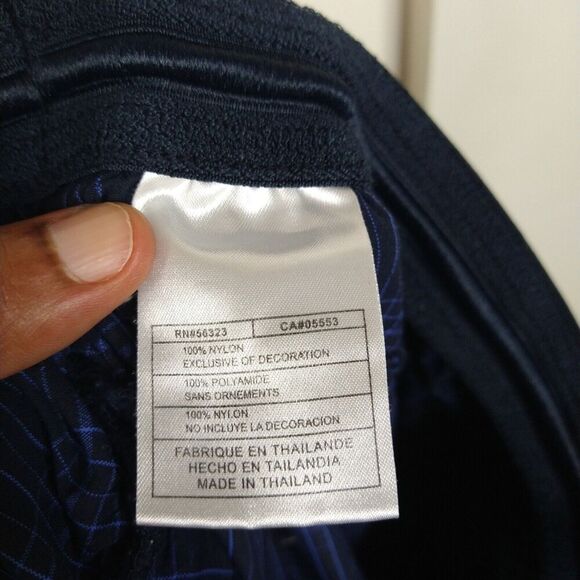 RN#56323 CA#05553
100% NYLON
EXCLUSIVE OF DECORATION
100% POLYAMIDE
SANS ORNEMENTS
100% NYLON
NO INCLUYE LA DECORACION
FABRIQUE EN THAILANDE
HECHO EN TAILANDIA
MADE IN THAILAND